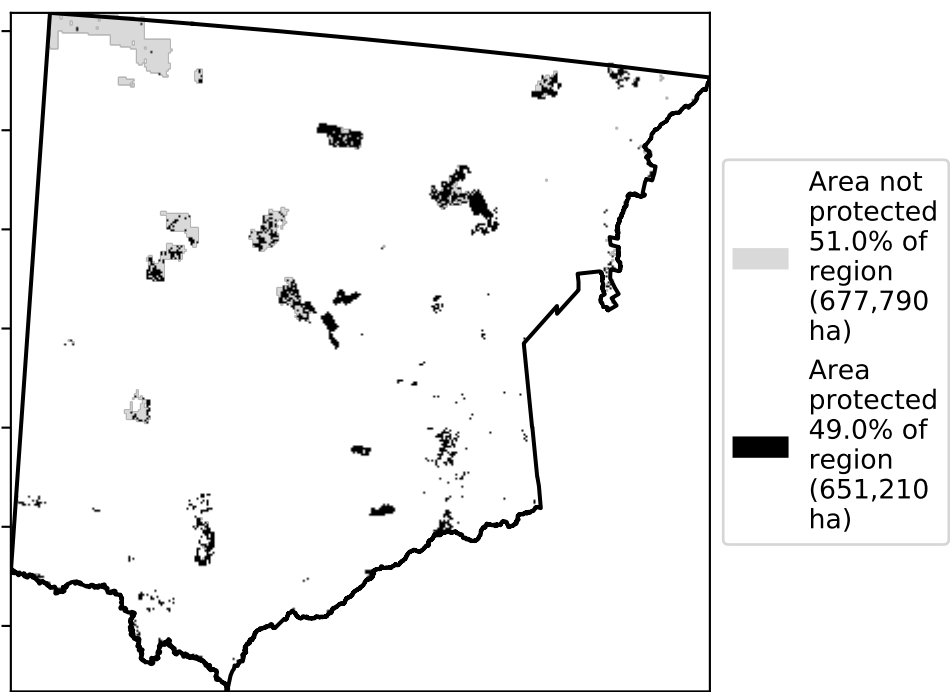 Area not
protected
51.0% of
region
(677,790
ha)
Area
protected
49.0% of
region
(651,210
ha)